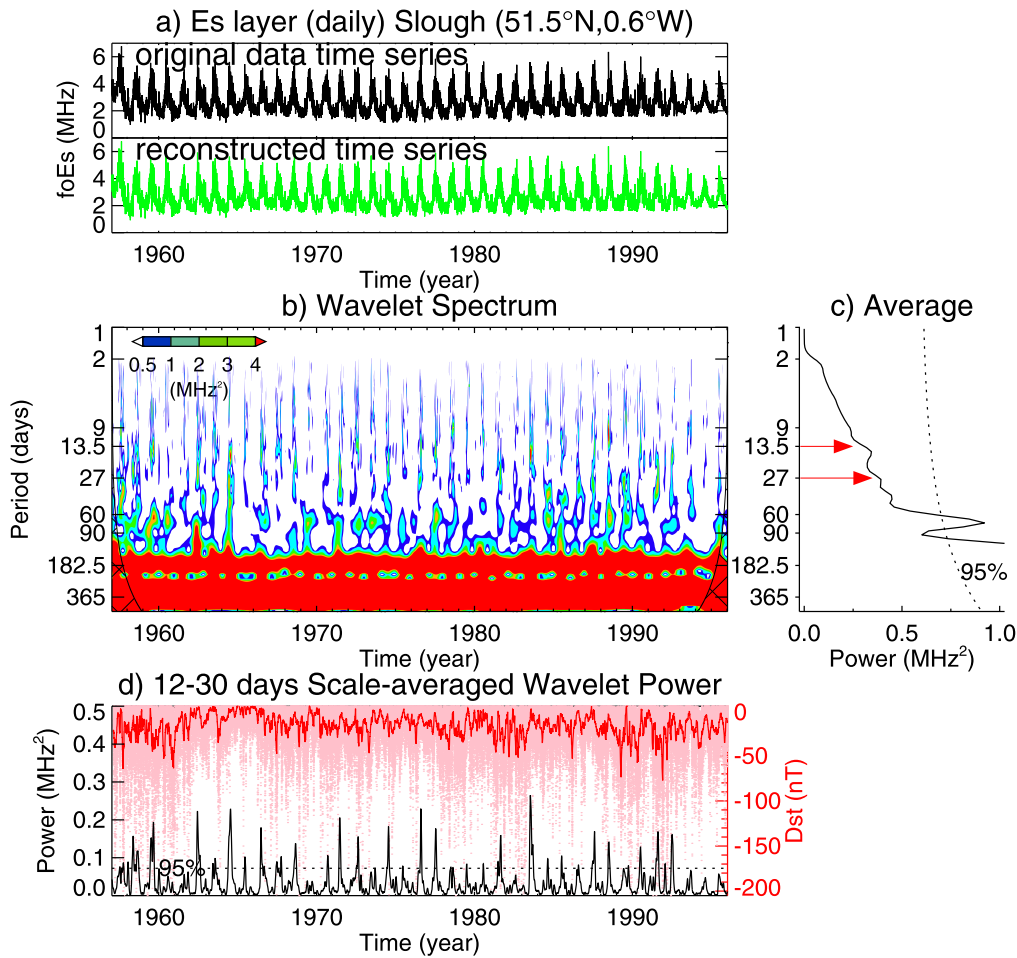 a) Es layer (daily) Slough (51.5°N,0.6°W)
original data time series
6
4
2
0
foEs (MHz)
reconstructed time series
6
4
2
0
1960 1970 1980 1990
Time (year)
b) Wavelet Spectrum
c) Average
1
2
9
13.5
27
60
90
182.5
365
Period (days)
0.5 1 2 3 4
(MHz²)
1960 1970 1980 1990
Time (year)
1
2
9
13.5
27
60
90
182.5
365
95%
0.0 0.5 1.0
Power (MHz²)
d) 12-30 days Scale-averaged Wavelet Power
0.5
0.4
0.3
0.2
0.1
0.0
Power (MHz²)
95%
0
-50
-100
-150
-200
Dst (nT)
1960 1970 1980 1990
Time (year)